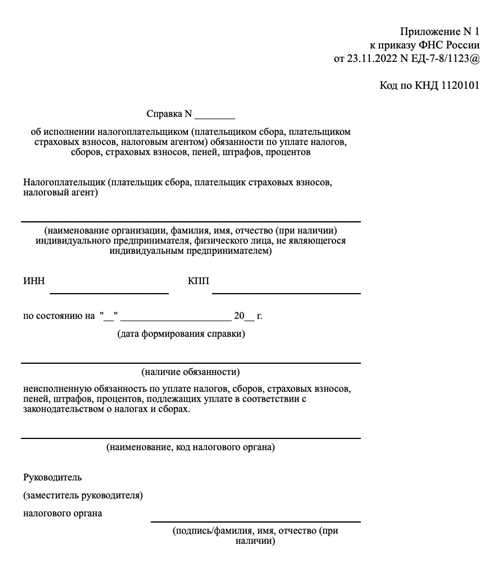 Приложение N 1
к приказу ФНС России
от 23.11.2022 N ЕД-7-8/1123@
Код по КНД 1120101
Справка N ________
об исполнении налогоплательщиком (плательщиком сбора, плательщиком
страховых взносов, налоговым агентом) обязанности по уплате налогов,
сборов, страховых взносов, пеней, штрафов, процентов
Налогоплательщик (плательщик сбора, плательщик страховых взносов,
налоговый агент)
(наименование организации, фамилия, имя, отчество (при наличии)
индивидуального предпринимателя, физического лица, не являющегося
индивидуальным предпринимателем)
ИНН КПП
по состоянию на "__" ______________________ 20__ г.
(дата формирования справки)
(наличие обязанности)
неисполненную обязанность по уплате налогов, сборов, страховых взносов,
пеней, штрафов, процентов, подлежащих уплате в соответствии с
законодательством о налогах и сборах.
(наименование, код налогового органа)
Руководитель
(заместитель руководителя)
налогового органа
(подпись/фамилия, имя, отчество (при
наличии)